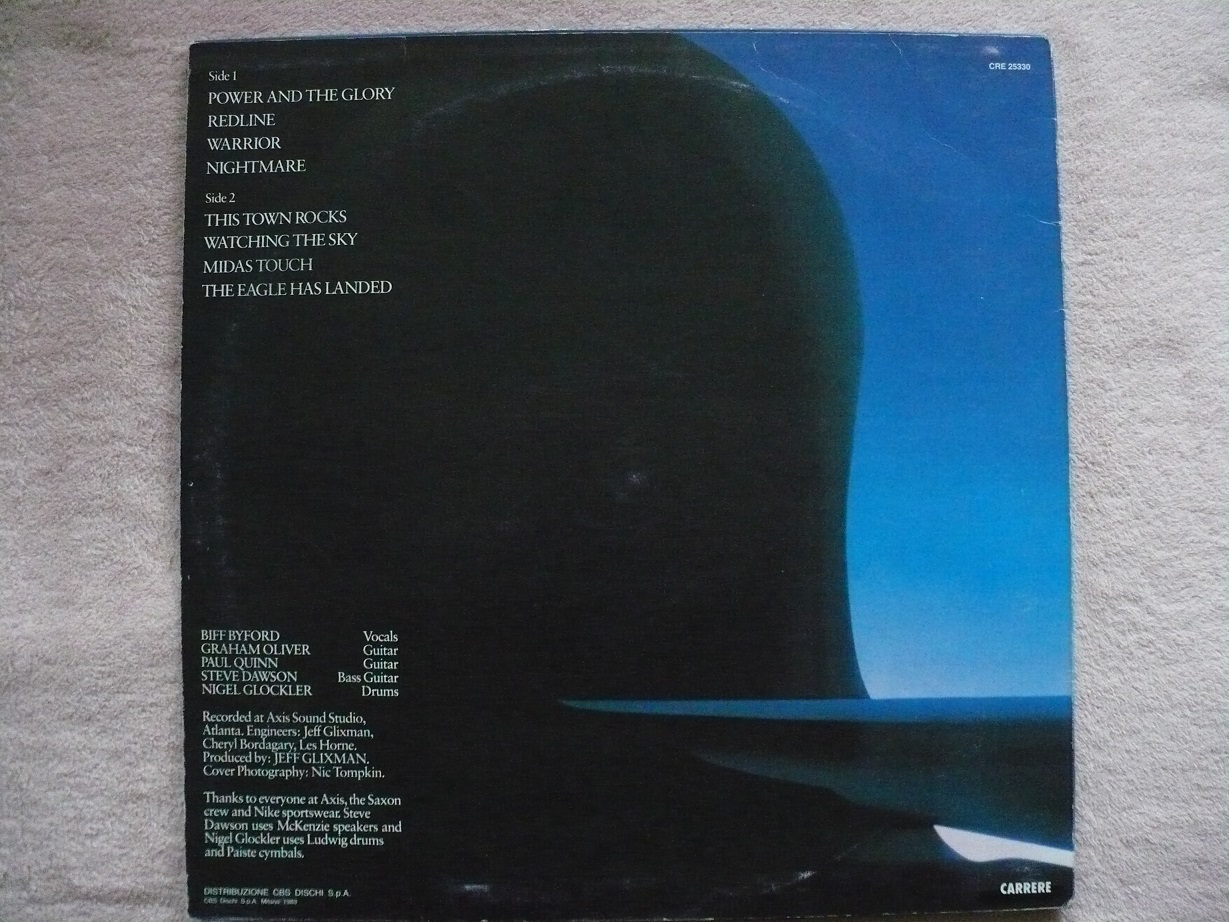 Side 1
POWER AND THE GLORY
REDLINE
WARRIOR
NIGHTMARE
Side 2
THIS TOWN ROCKS
WATCHING THE SKY
MIDAS TOUCH
THE EAGLE HAS LANDED
CRE 25330
BIFF BYFORD Vocals
GRAHAM OLIVER Guitar
PAUL QUINN Guitar
STEVE DAWSON Bass Guitar
NIGEL GLOCKLER Drums
Recorded at Axis Sound Studio,
Atlanta. Engineers: Jeff Glixman,
Cheryl Bordagary, Les Horne.
Produced by: JEFF GLIXMAN.
Cover Photography: Nic Tompkin.
Thanks to everyone at Axis, the Saxon
crew and Nike sportswear. Steve
Dawson uses McKenzie speakers and
Nigel Glockler uses Ludwig drums
and Paiste cymbals.
DISTRIBUZIONE CBS DISCHI S.p.A.
CBS Dischi S.p.A. Milano 1983
CARRERE